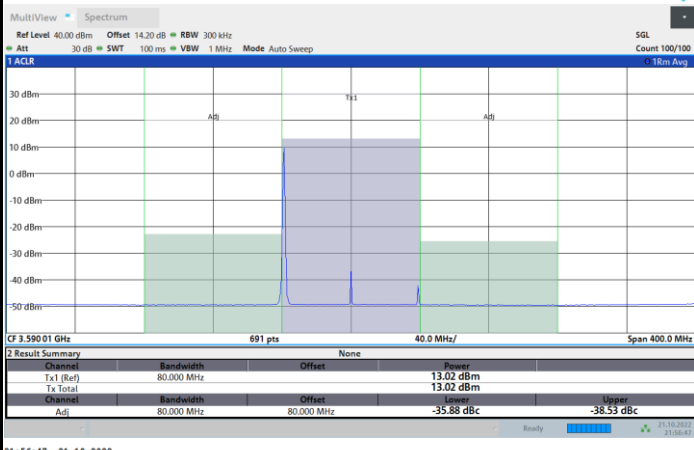 MultiView Spectrum
Ref Level 40.00 dBm Offset 14.20 dB RBW 300 kHz SGL
Att 30 dB SWT 100 ms VBW 1 MHz Mode Auto Sweep Count 100/100
1 ACLR 1Rm Avg
30 dBm
Tx1
20 dBm
Adj Adj
10 dBm
0 dBm
-10 dBm
-20 dBm
-30 dBm
-40 dBm
-50 dBm
CF 3.590 01 GHz 691 pts 40.0 MHz/ Span 400.0 MHz
2 Result Summary None
Channel Bandwidth Offset Power
Tx1 (Ref) 80.000 MHz 13.02 dBm
Tx Total 13.02 dBm
Channel Bandwidth Offset Lower Upper
Adj 80.000 MHz 80.000 MHz -35.88 dBc -38.53 dBc
Ready 21.10.2022
21:56:47